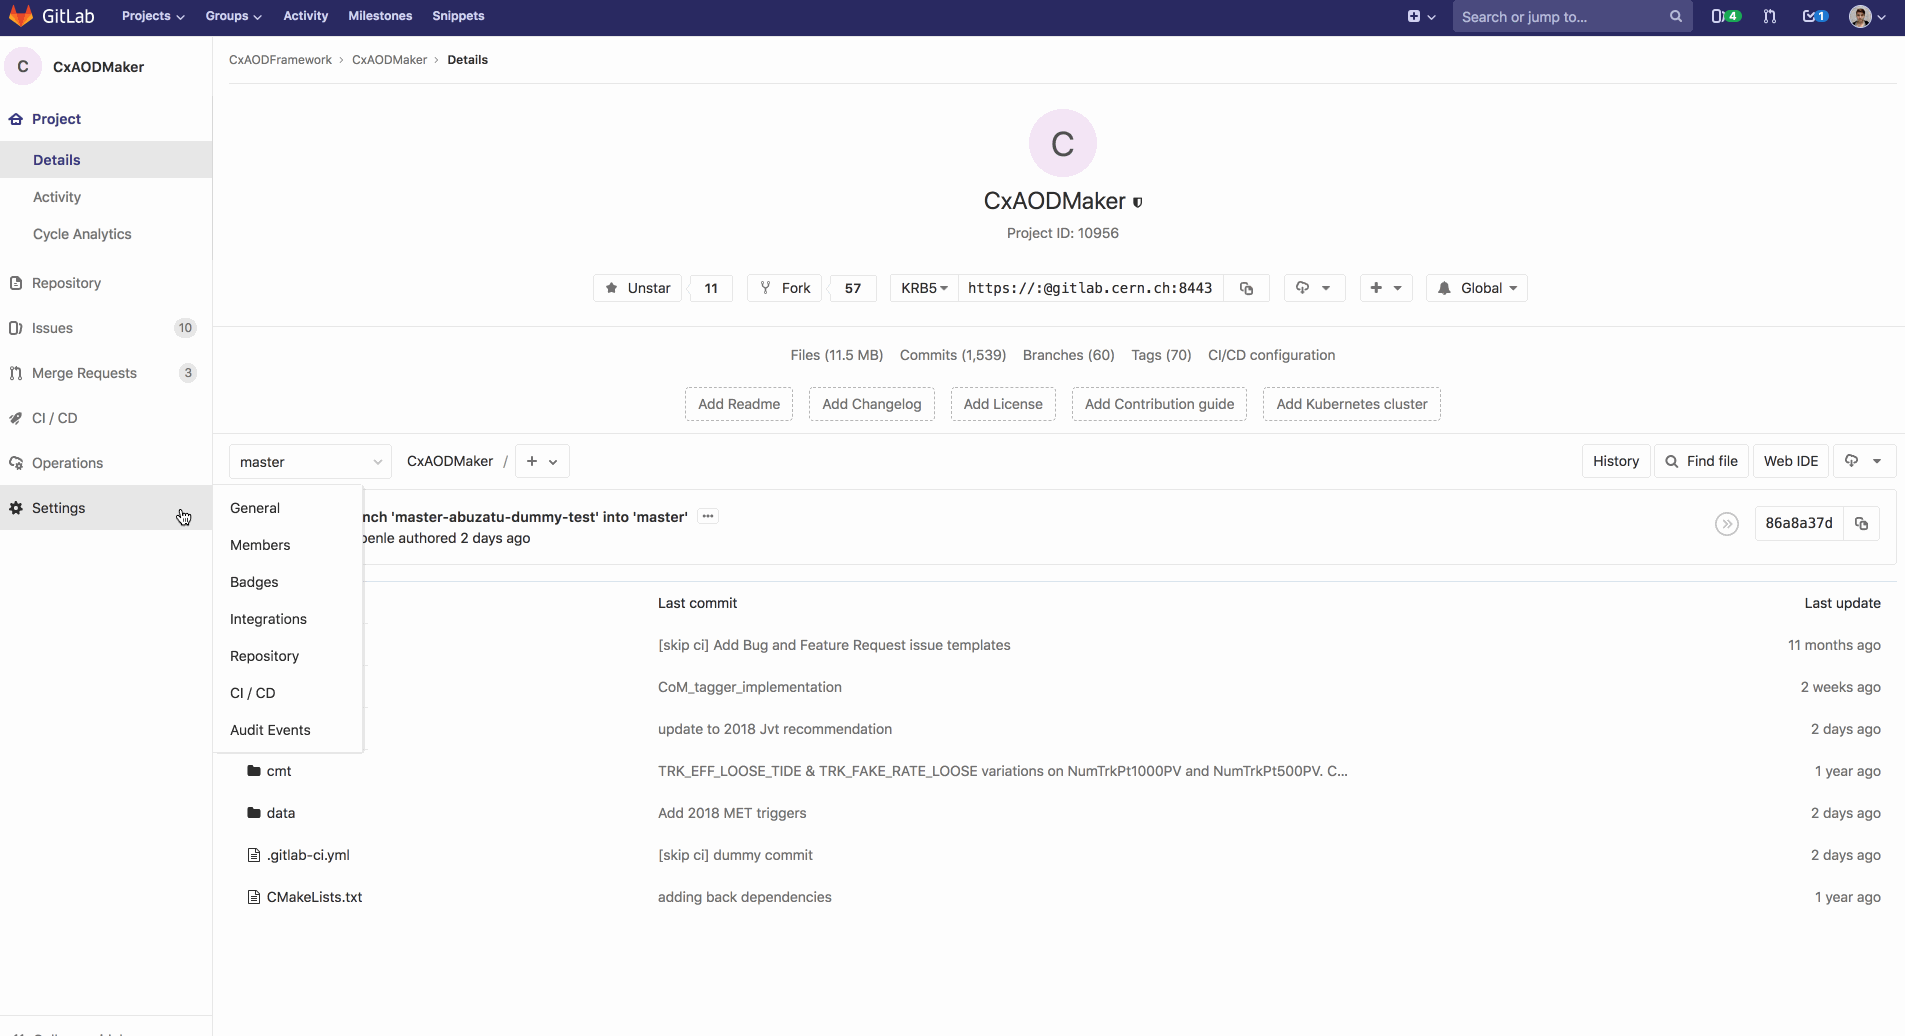 GitLab Projects Groups Activity Milestones Snippets Search or jump to... 4 1
C CxAODMaker
Project
Details
Activity
Cycle Analytics
Repository
Issues 10
Merge Requests 3
CI / CD
Operations
Settings
General
Members
Badges
Integrations
Repository
CI / CD
Audit Events
CxAODFramework › CxAODMaker › Details
C
CxAODMaker
Project ID: 10956
Unstar 11 Fork 57 KRB5 https://:@gitlab.cern.ch:8443 Global
Files (11.5 MB) Commits (1,539) Branches (60) Tags (70) CI/CD configuration
Add Readme Add Changelog Add License Add Contribution guide Add Kubernetes cluster
master CxAODMaker / + History Find file Web IDE
nch 'master-abuzatu-dummy-test' into 'master' ...
enle authored 2 days ago
86a8a37d
Last commit Last update
[skip ci] Add Bug and Feature Request issue templates 11 months ago
CoM_tagger_implementation 2 weeks ago
update to 2018 Jvt recommendation 2 days ago
cmt TRK_EFF_LOOSE_TIDE & TRK_FAKE_RATE_LOOSE variations on NumTrkPt1000PV and NumTrkPt500PV. C... 1 year ago
data Add 2018 MET triggers 2 days ago
.gitlab-ci.yml [skip ci] dummy commit 2 days ago
CMakeLists.txt adding back dependencies 1 year ago